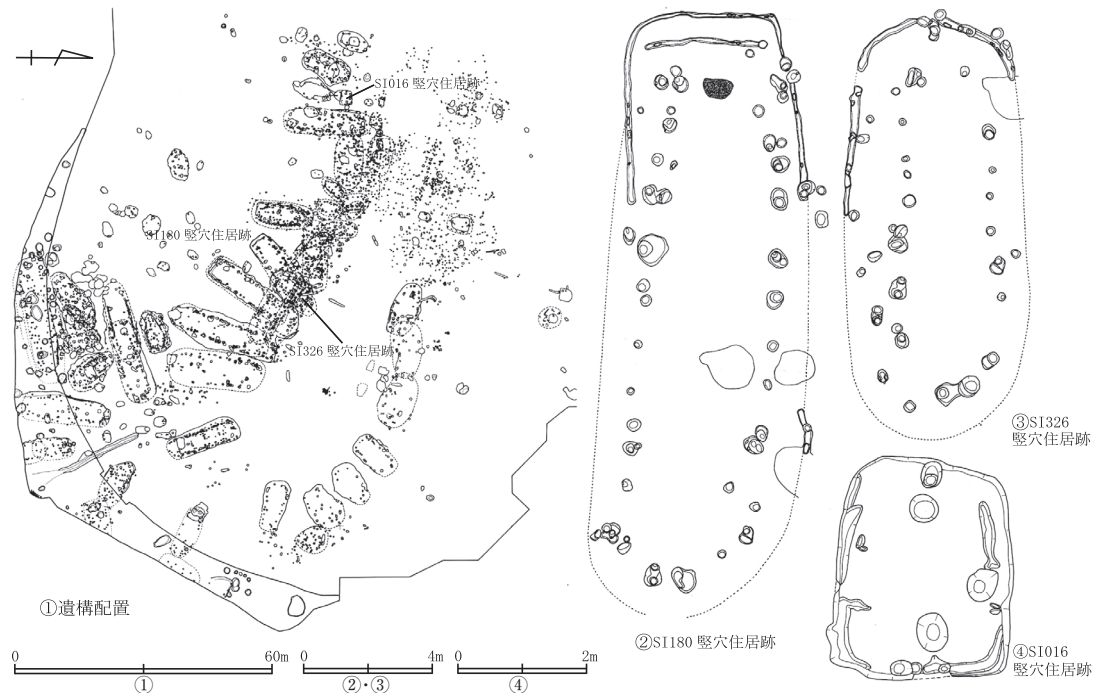 SI016 竪穴住居跡
SI180 竪穴住居跡
SI326 竪穴住居跡
①遺構配置
②SI180 竪穴住居跡
③SI326
竪穴住居跡
④SI016
竪穴住居跡
0 60m
①
0 4m
②・③
0 2m
④